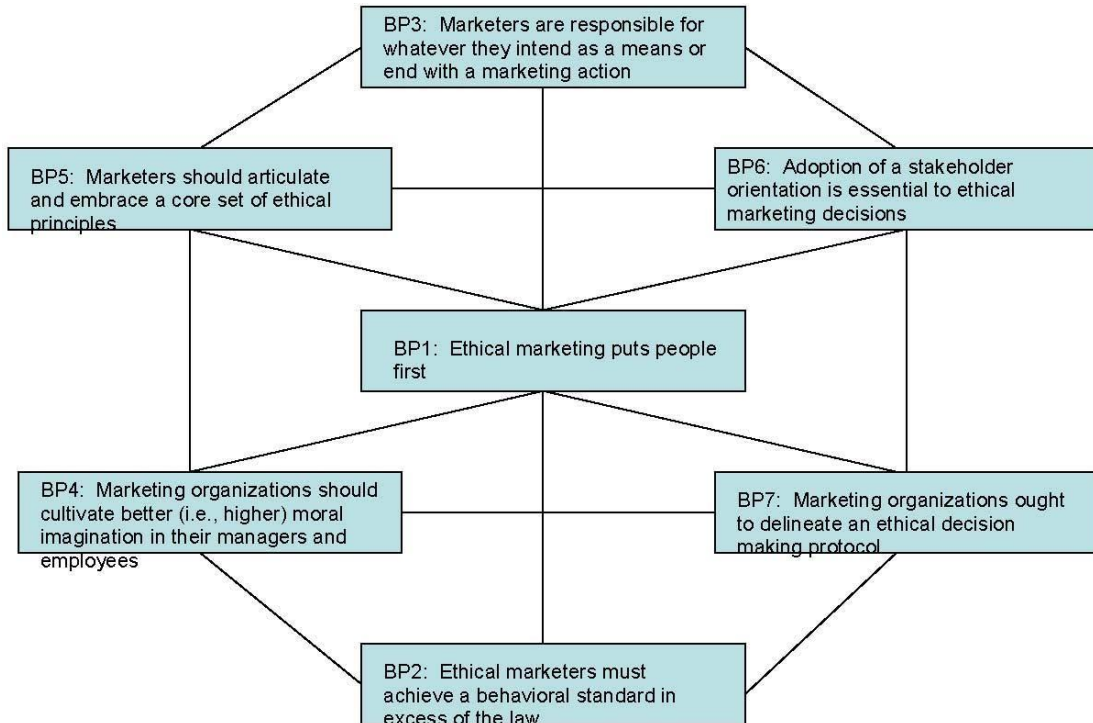 BP3:  Marketers are responsible for
whatever they intend as a means or
end with a marketing action
BP5:  Marketers should articulate
and embrace a core set of ethical
principles
BP6:  Adoption of a stakeholder
orientation is essential to ethical
marketing decisions
BP1:  Ethical marketing puts people
first
BP4:  Marketing organizations should
cultivate better (i.e., higher) moral
imagination in their managers and
employees
BP7:  Marketing organizations ought
to delineate an ethical decision
making protocol
BP2:  Ethical marketers must
achieve a behavioral standard in
excess of the law